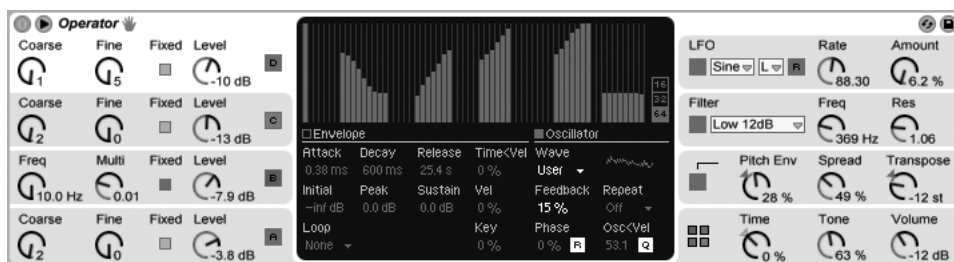 Operator
Coarse Fine Fixed Level
1 5 -10 dB D
Coarse Fine Fixed Level
2 0 -13 dB C
Freq Multi Fixed Level
10.0 Hz 0.01 -7.9 dB B
Coarse Fine Fixed Level
2 0 -3.8 dB A
16
32
64
Envelope Oscillator
Attack Decay Release Time<Vel Wave
0.38 ms 600 ms 25.4 s 0 % User
Initial Peak Sustain Vel Feedback Repeat
-inf dB 0.0 dB 0.0 dB 0 % 15 % Off
Loop Key Phase Osc<Vel
None 0 % 0 % R 53.1 Q
LFO Rate Amount
Sine L R 88.30 6.2 %
Filter Freq Res
Low 12dB 369 Hz 1.06
Pitch Env Spread Transpose
28 % 49 % -12 st
Time Tone Volume
0 % 63 % -12 dB